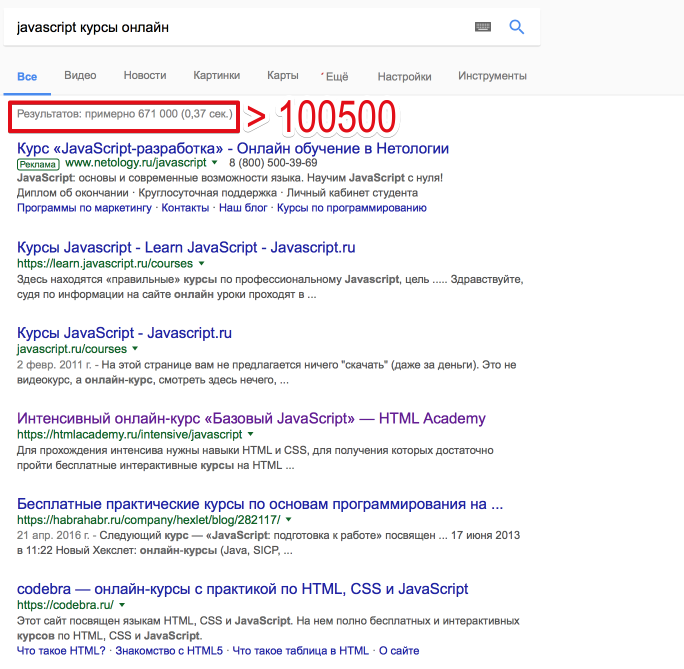 javascript курсы онлайн
Все Видео Новости Картинки Карты Ещё Настройки Инструменты
Результатов: примерно 671 000 (0,37 сек.) > 100500
Курс «JavaScript-разработка» - Онлайн обучение в Нетологии
Реклама www.netology.ru/javascript ▼ 8 (800) 500-39-69
JavaScript: основы и современные возможности языка. Научим JavaScript с нуля!
Диплом об окончании · Круглосуточная поддержка · Личный кабинет студента
Программы по маркетингу · Контакты · Наш блог · Курсы по программированию
Курсы Javascript - Learn JavaScript - Javascript.ru
https://learn.javascript.ru/courses ▼
Здесь находятся «правильные» курсы по профессиональному Javascript, цель ..... Здравствуйте,
судя по информации на сайте онлайн уроки проходят в ...
Курсы JavaScript - Javascript.ru
javascript.ru/courses ▼
2 февр. 2011 г. - На этой странице вам не предлагается ничего "скачать" (даже за деньги). Это не
видеокурс, а онлайн-курс, смотреть здесь нечего, ...
Интенсивный онлайн-курс «Базовый JavaScript» — HTML Academy
https://htmlacademy.ru/intensive/javascript ▼
Для прохождения интенсива нужны навыки HTML и CSS, для получения которых достаточно
пройти бесплатные интерактивные курсы на HTML ...
Бесплатные практические курсы по основам программирования на ...
https://habrahabr.ru/company/hexlet/blog/282117/ ▼
21 апр. 2016 г. - Следующий курс — «JavaScript: подготовка к работе» посвящен ... 17 июня 2013
в 11:22 Новый Хекслет: онлайн-курсы (Java, SICP, ...
codebra — онлайн-курсы с практикой по HTML, CSS и JavaScript
https://codebra.ru/ ▼
Этот сайт посвящен языкам HTML, CSS и JavaScript. На нем полно бесплатных и интерактивных
курсов по HTML, CSS и JavaScript.
Что такое HTML? · Знакомство с HTML5 · Что такое таблица в HTML · О сайте